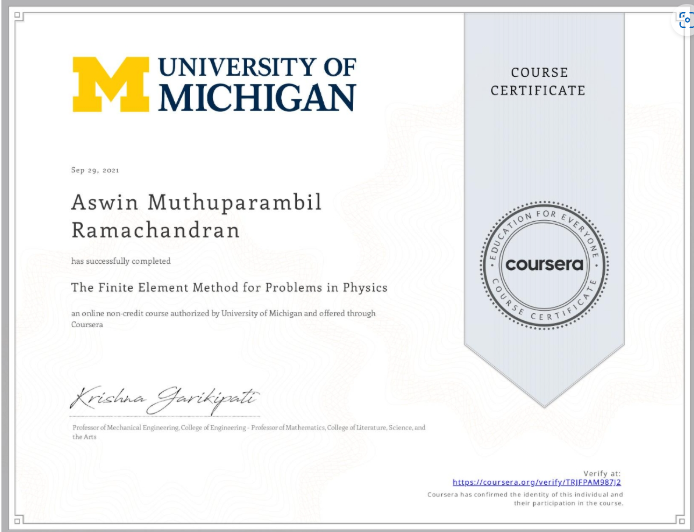 UNIVERSITY OF
MICHIGAN
COURSE
CERTIFICATE
Sep 29, 2021
Aswin Muthuparambil
Ramachandran
has successfully completed
The Finite Element Method for Problems in Physics
an online non-credit course authorized by University of Michigan and offered through
Coursera
EDUCATION FOR EVERYONE
coursera
COURSE CERTIFICATE
Krishna Garikipati
Professor of Mechanical Engineering, College of Engineering - Professor of Mathematics, College of Literature, Science, and
the Arts
Verify at:
https://coursera.org/verify/TRJFPAM987J2
Coursera has confirmed the identity of this individual and
their participation in the course.